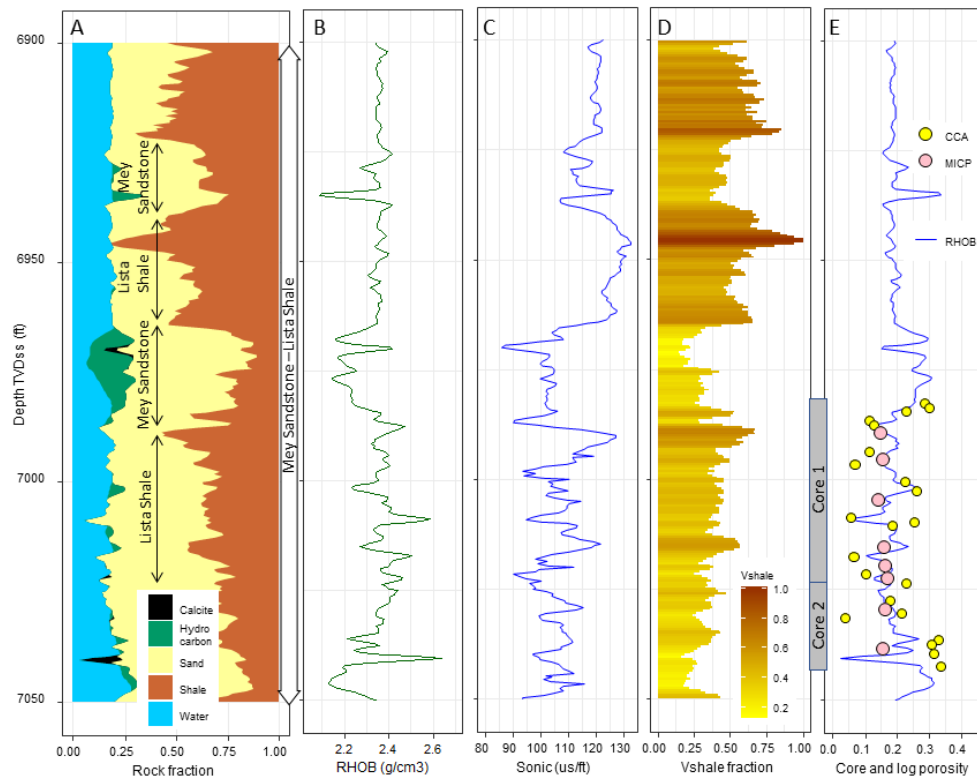 A
B
C
D
E
6900
6950
7000
7050
Depth TVDss (ft)
Mey
Sandstone
Lista
Shale
Mey Sandstone
Lista Shale
Mey Sandstone – Lista Shale
Calcite
Hydro
carbon
Sand
Shale
Water
Vshale
1.0
0.8
0.6
0.4
0.2
Core 1
Core 2
CCA
MICP
RHOB
0.00 0.25 0.50 0.75 1.00
Rock fraction
2.2 2.4 2.6
RHOB (g/cm3)
80 90 100 110 120 130
Sonic (us/ft)
0.00 0.25 0.50 0.75 1.00
Vshale fraction
0.0 0.1 0.2 0.3 0.4
Core and log porosity